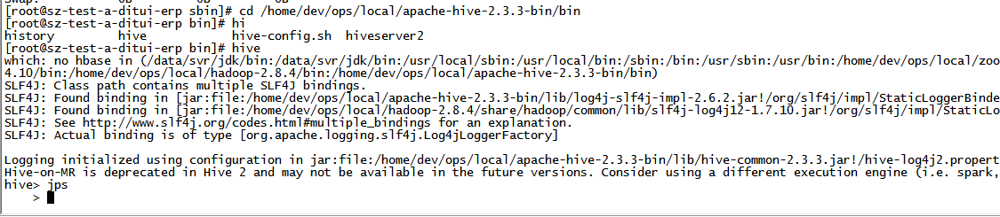 [root@sz-test-a-ditui-erp sbin]# cd /home/dev/ops/local/apache-hive-2.3.3-bin/bin
[root@sz-test-a-ditui-erp bin]# hi
history hive hive-config.sh hiveserver2
[root@sz-test-a-ditui-erp bin]# hive
which: no hbase in (/data/svr/jdk/bin:/data/svr/jdk/bin:/usr/local/sbin:/usr/local/bin:/sbin:/bin:/usr/sbin:/usr/bin:/home/dev/ops/local/zoo
4.10/bin:/home/dev/ops/local/hadoop-2.8.4/bin:/home/dev/ops/local/apache-hive-2.3.3-bin/bin)
SLF4J: Class path contains multiple SLF4J bindings.
SLF4J: Found binding in [jar:file:/home/dev/ops/local/apache-hive-2.3.3-bin/lib/log4j-slf4j-impl-2.6.2.jar!/org/slf4j/impl/StaticLoggerBinde
SLF4J: Found binding in [jar:file:/home/dev/ops/local/hadoop-2.8.4/share/hadoop/common/lib/slf4j-log4j12-1.7.10.jar!/org/slf4j/impl/StaticLo
SLF4J: See http://www.slf4j.org/codes.html#multiple_bindings for an explanation.
SLF4J: Actual binding is of type [org.apache.logging.slf4j.Log4jLoggerFactory]
Logging initialized using configuration in jar:file:/home/dev/ops/local/apache-hive-2.3.3-bin/lib/hive-common-2.3.3.jar!/hive-log4j2.propert
Hive-on-MR is deprecated in Hive 2 and may not be available in the future versions. Consider using a different execution engine (i.e. spark,
hive> jps
>